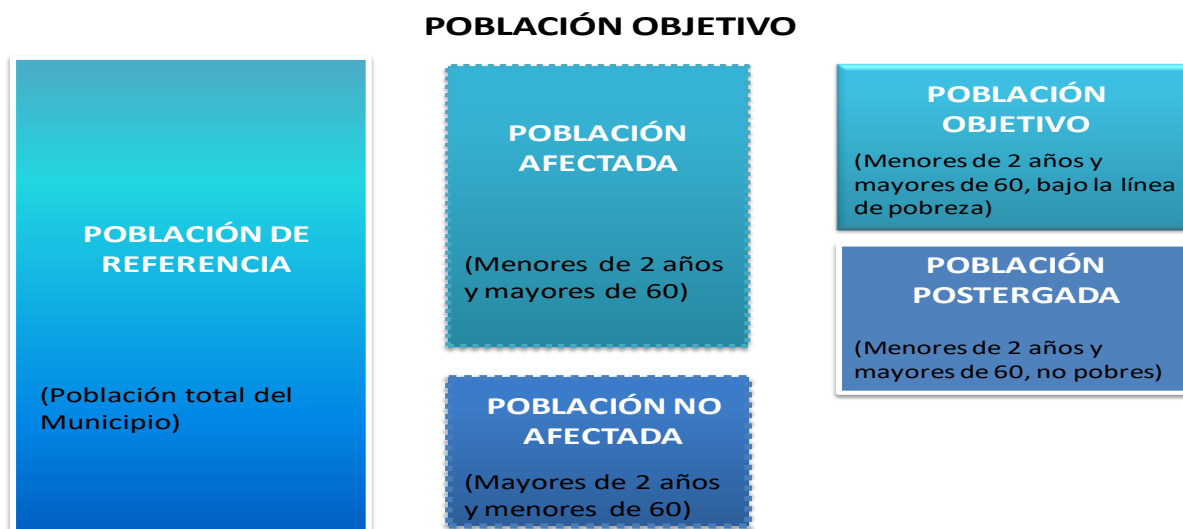 POBLACIÓN OBJETIVO
POBLACIÓN DE
REFERENCIA
(Población total del
Municipio)
POBLACIÓN
AFECTADA
(Menores de 2 años
y mayores de 60)
POBLACIÓN NO
AFECTADA
(Mayores de 2 años
y menores de 60)
POBLACIÓN
OBJETIVO
(Menores de 2 años y
mayores de 60, bajo la línea
de pobreza)
POBLACIÓN
POSTERGADA
(Menores de 2 años y
mayores de 60, no pobres)